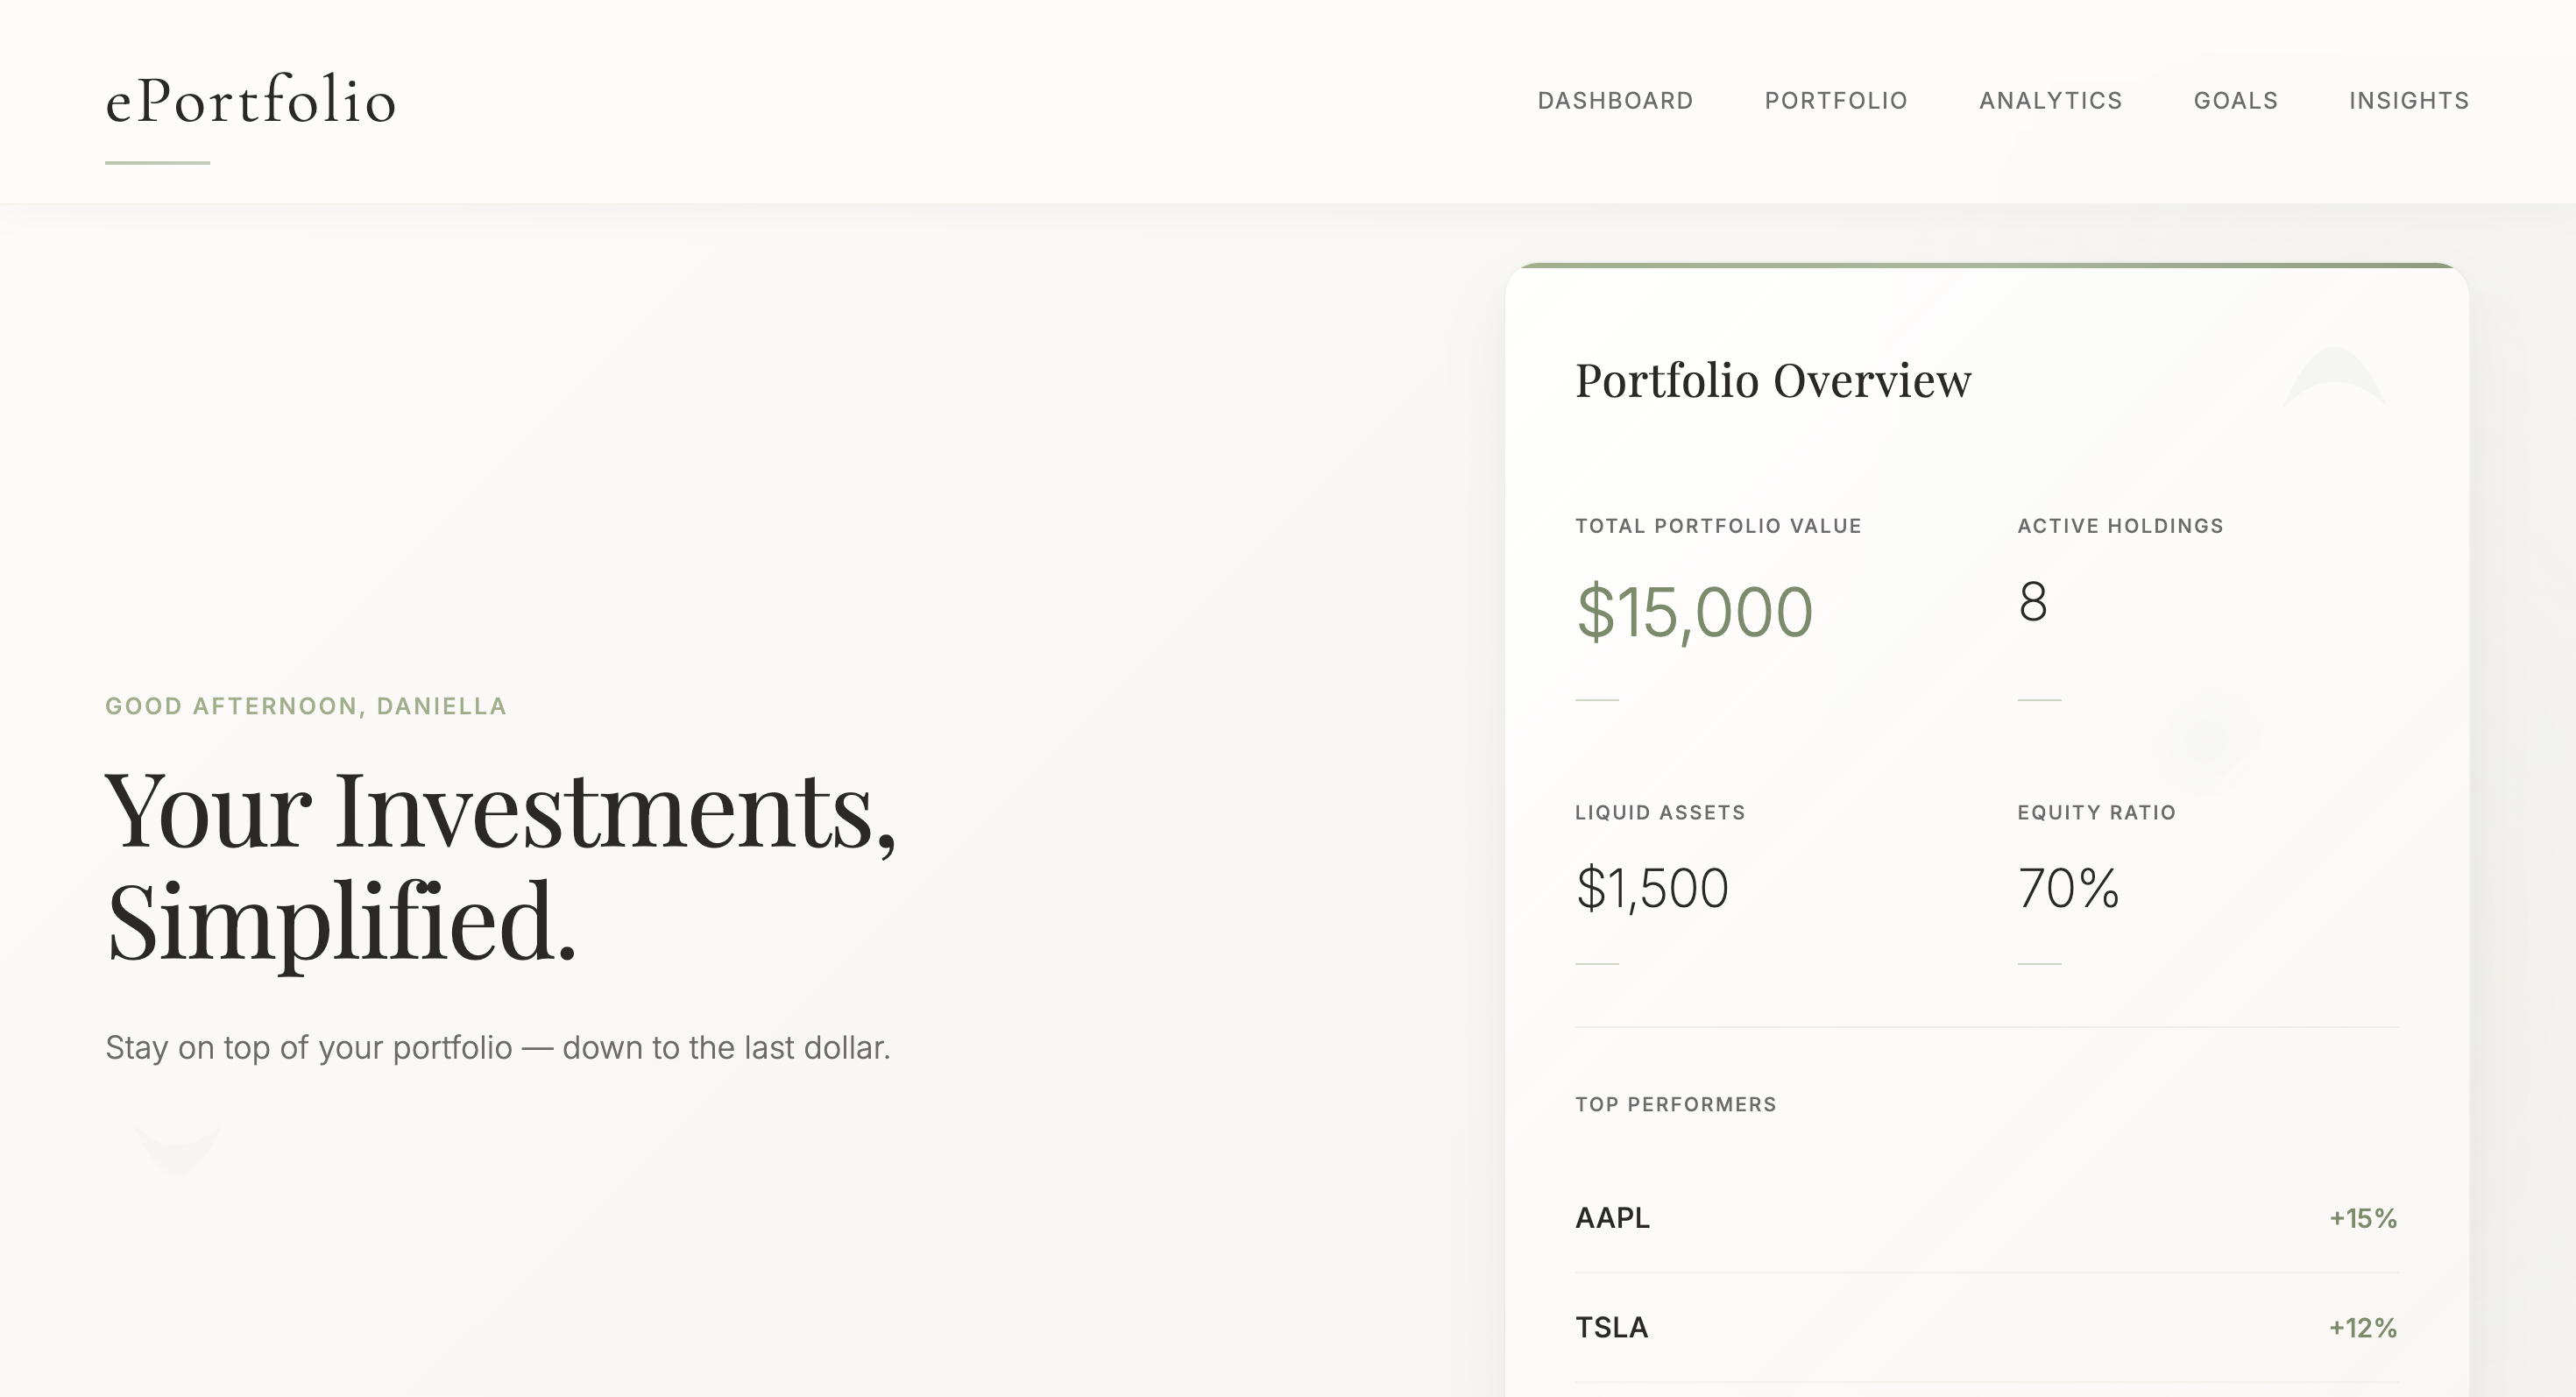 ePortfolio
DASHBOARD PORTFOLIO ANALYTICS GOALS INSIGHTS
GOOD AFTERNOON, DANIELLA
Your Investments,
Simplified.
Stay on top of your portfolio — down to the last dollar.
Portfolio Overview
TOTAL PORTFOLIO VALUE
$15,000
ACTIVE HOLDINGS
8
LIQUID ASSETS
$1,500
EQUITY RATIO
70%
TOP PERFORMERS
AAPL +15%
TSLA +12%